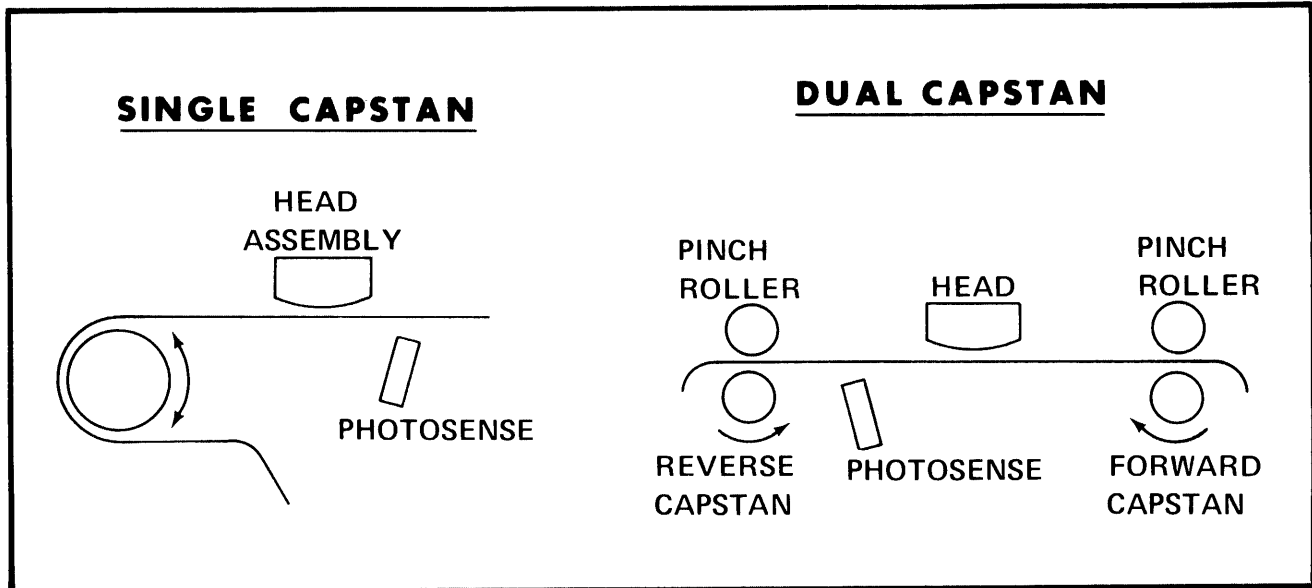 SINGLE CAPSTAN
HEAD
ASSEMBLY
PHOTOSENSE
DUAL CAPSTAN
PINCH
ROLLER
HEAD
PINCH
ROLLER
REVERSE
CAPSTAN
PHOTOSENSE
FORWARD
CAPSTAN